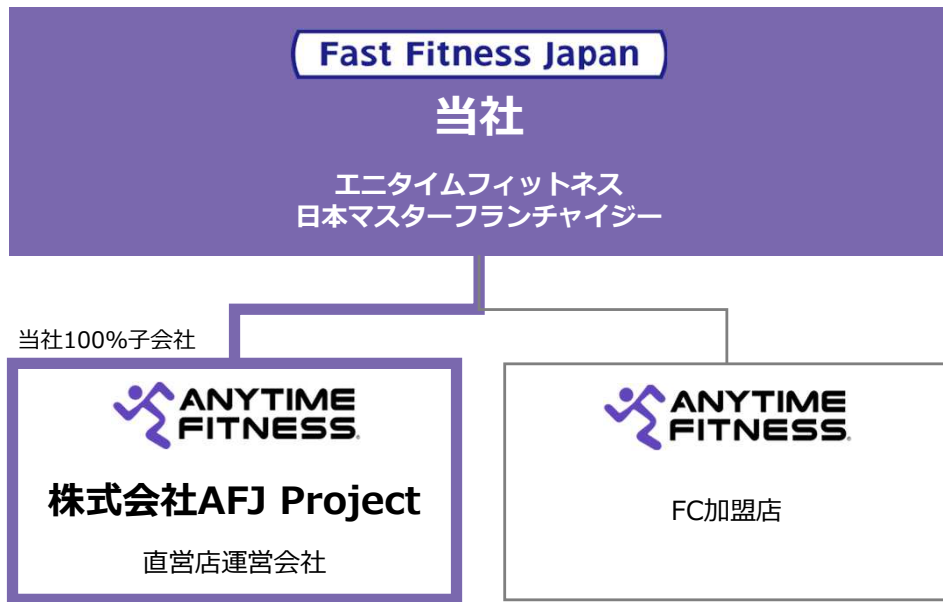 Fast Fitness Japan
当社
エニタイムフィットネス
日本マスターフランチャイジー
当社100%子会社
ANYTIME
FITNESS.
株式会社AFJ Project
直営店運営会社
ANYTIME
FITNESS.
FC加盟店